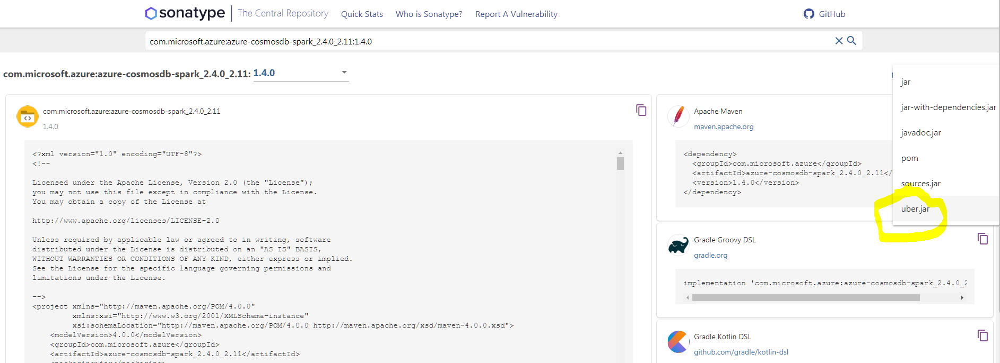 sonatype The Central Repository Quick Stats Who is Sonatype? Report A Vulnerability GitHub
com.microsoft.azure:azure-cosmosdb-spark_2.4.0_2.11:1.4.0
com.microsoft.azure:azure-cosmosdb-spark_2.4.0_2.11: 1.4.0
jar
jar-with-dependencies.jar
javadoc.jar
pom
sources.jar
uber.jar
com.microsoft.azure:azure-cosmosdb-spark_2.4.0_2.11
1.4.0
<?xml version="1.0" encoding="UTF-8"?>
<!--
Licensed under the Apache License, Version 2.0 (the "License");
you may not use this file except in compliance with the License.
You may obtain a copy of the License at
http://www.apache.org/licenses/LICENSE-2.0
Unless required by applicable law or agreed to in writing, software
distributed under the License is distributed on an "AS IS" BASIS,
WITHOUT WARRANTIES OR CONDITIONS OF ANY KIND, either express or implied.
See the License for the specific language governing permissions and
limitations under the License.
-->
<project xmlns="http://maven.apache.org/POM/4.0.0"
xmlns:xsi="http://www.w3.org/2001/XMLSchema-instance"
xsi:schemaLocation="http://maven.apache.org/POM/4.0.0 http://maven.apache.org/xsd/maven-4.0.0.xsd">
<modelVersion>4.0.0</modelVersion>
<groupId>com.microsoft.azure</groupId>
<artifactId>azure-cosmosdb-spark_2.4.0_2.11</artifactId>
Apache Maven
maven.apache.org
<dependency>
<groupId>com.microsoft.azure</groupId>
<artifactId>azure-cosmosdb-spark_2.4.0_2.11</
<version>1.4.0</version>
</dependency>
Gradle Groovy DSL
gradle.org
implementation 'com.microsoft.azure:azure-cosmosdb-spark_2.4.0_2
Gradle Kotlin DSL
github.com/gradle/kotlin-dsl